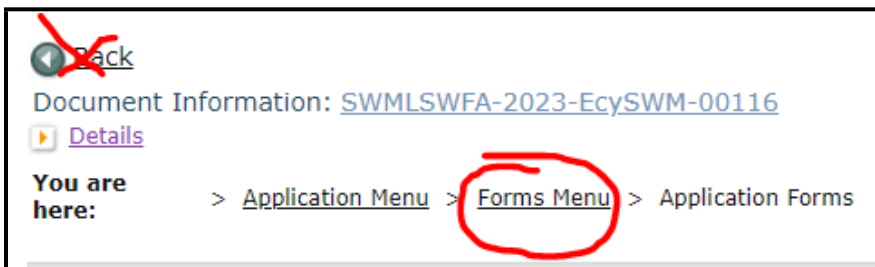 Back
Document Information: SWMLSWFA-2023-EcySWM-00116
Details
You are here: > Application Menu > Forms Menu > Application Forms